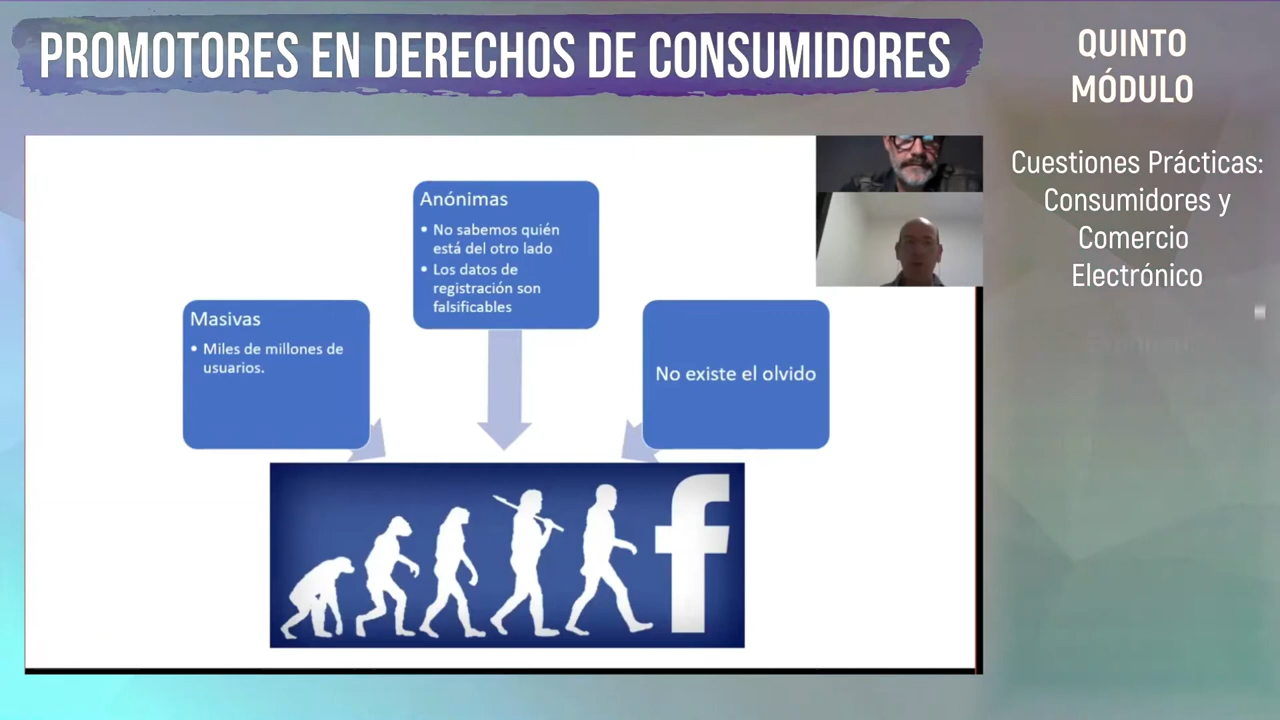 PROMOTORES EN DERECHOS DE CONSUMIDORES
QUINTO
MÓDULO
Cuestiones Prácticas:
Consumidores y
Comercio
Electrónico
Anónimas
• No sabemos quién
está del otro lado
• Los datos de
registración son
falsificables
Masivas
• Miles de millones de
usuarios.
No existe el olvido
f